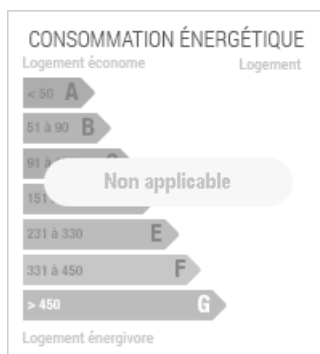 CONSOMMATION ÉNERGÉTIQUE
Logement économe
Logement
< 50 A
51 à 90 B
91 à
Non applicable
151
231 à 330 E
331 à 450 F
> 450 G
Logement énergivore